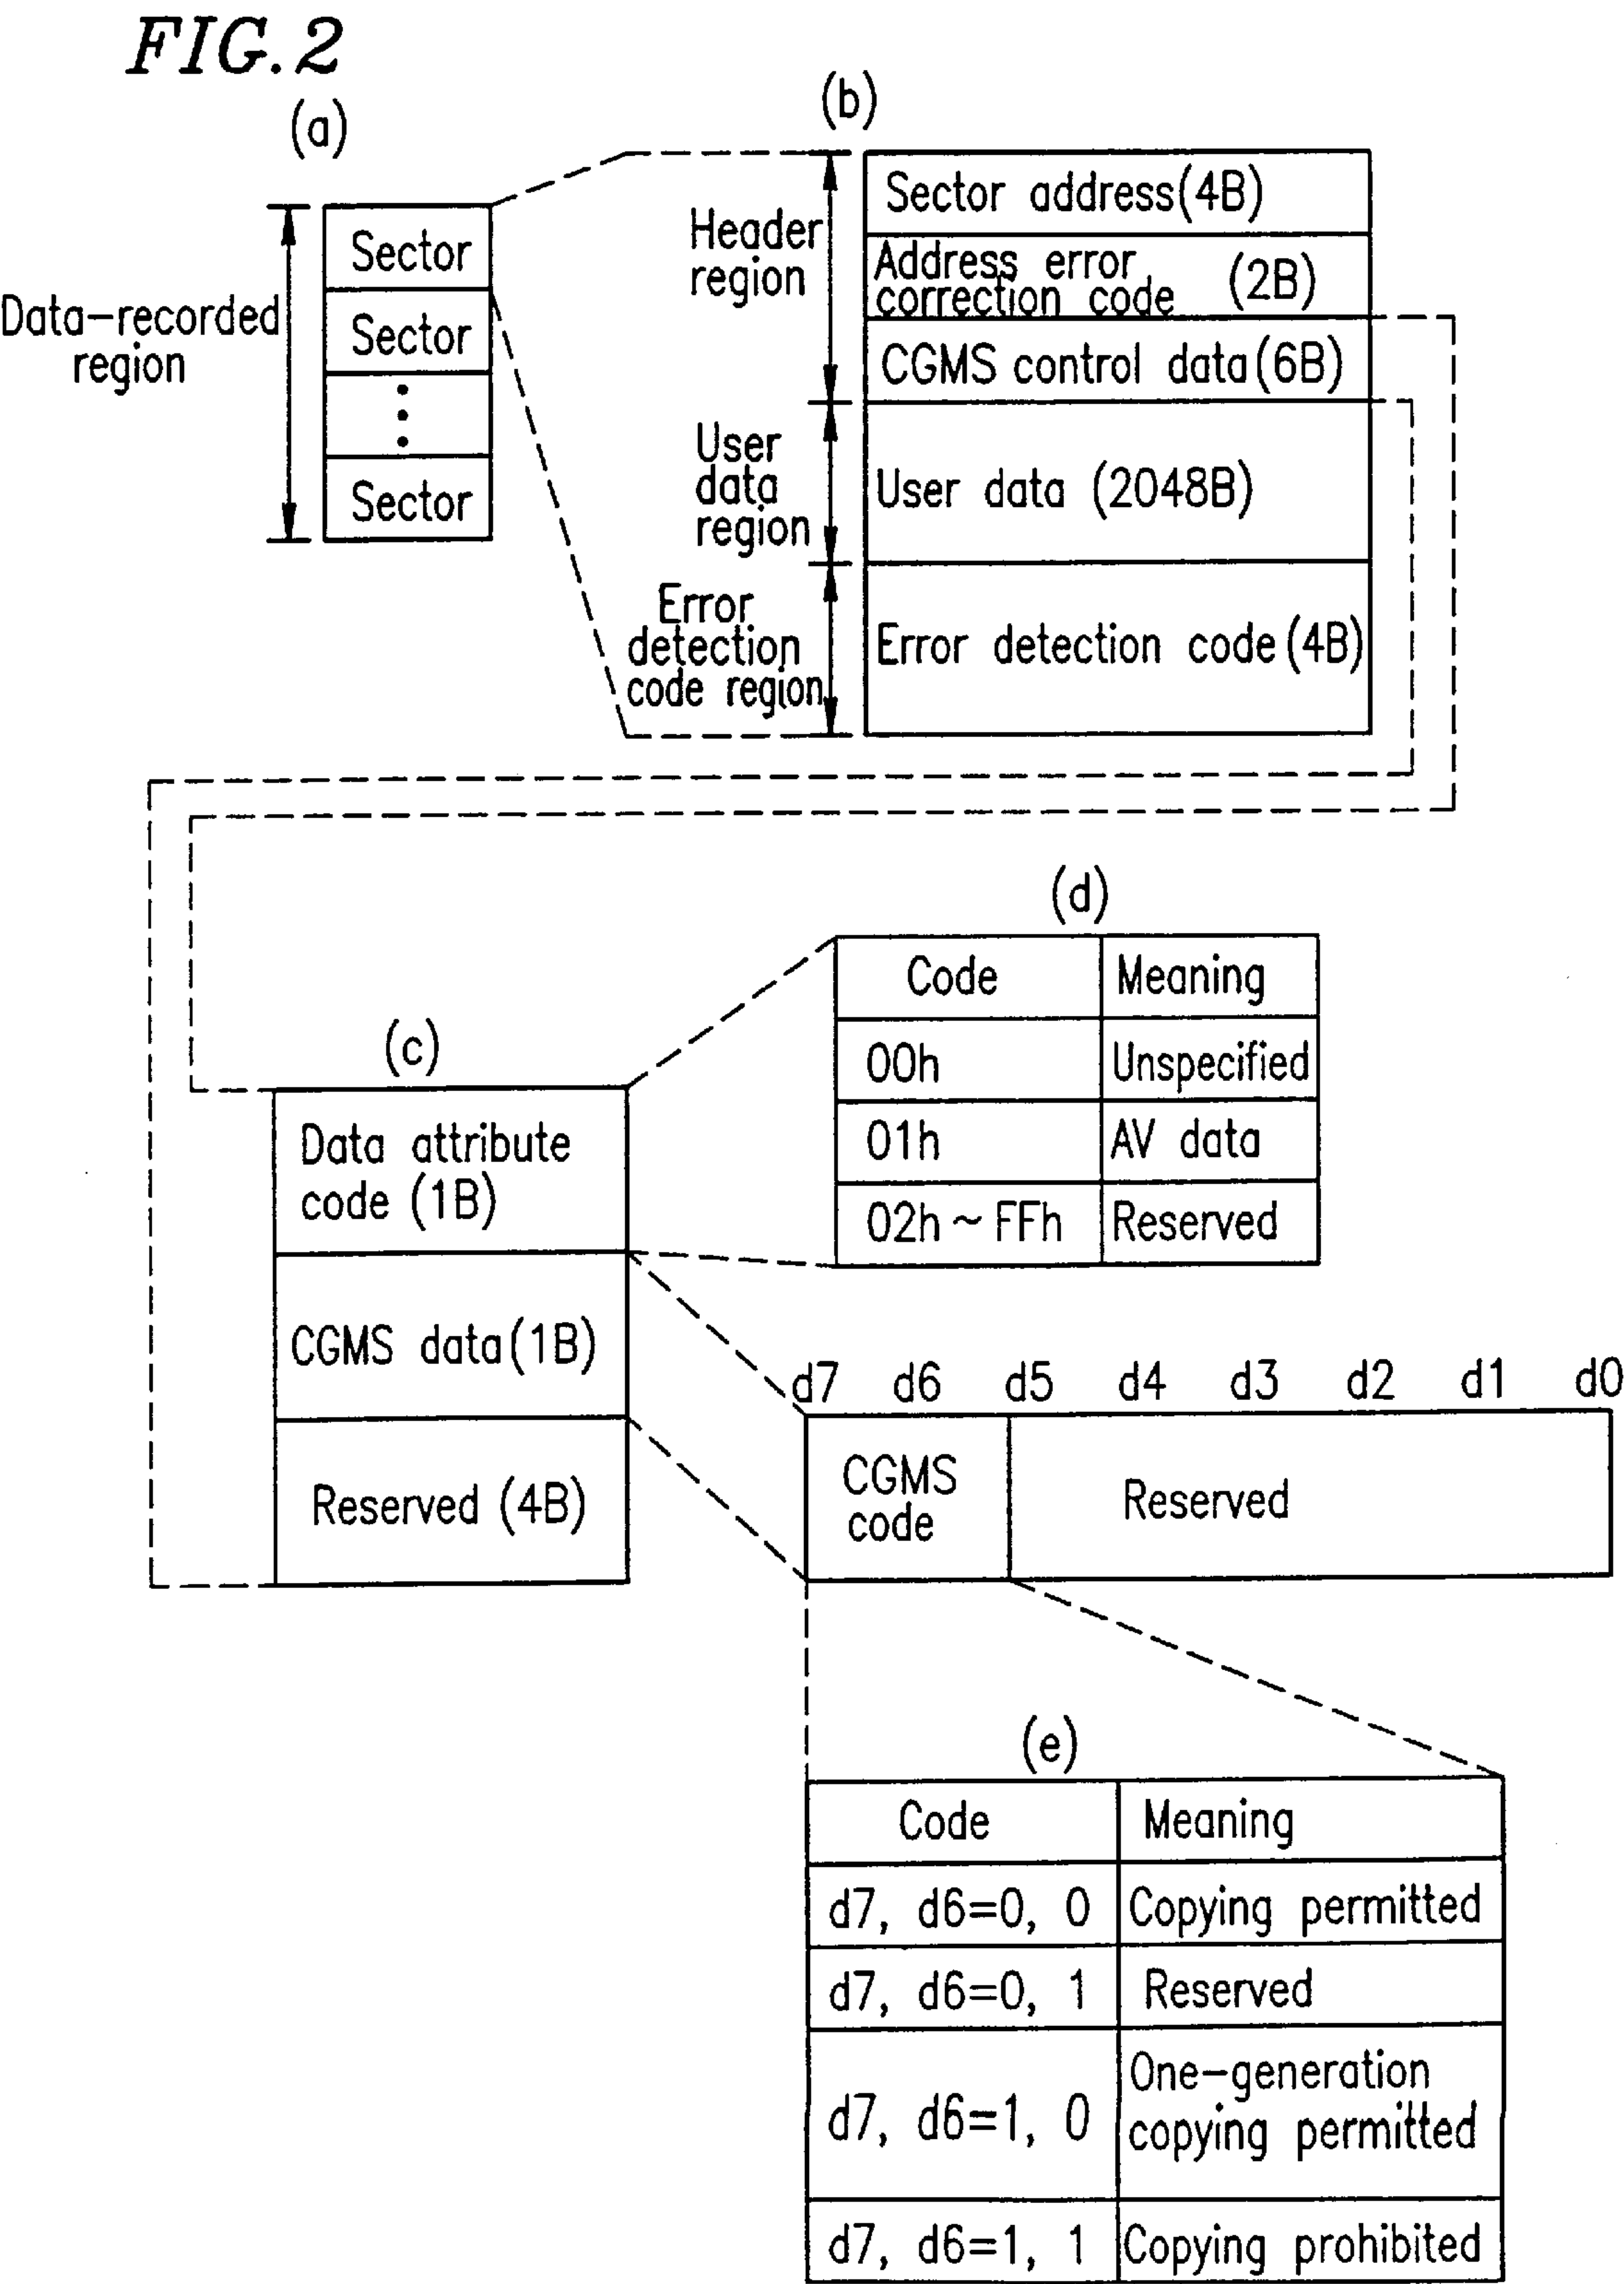 FIG.2
(a)
Data-recorded
region
Sector
Sector
Sector
(b)
Header
region
User
data
region
Error
detection
code region
Sector address(4B)
Address error
correction code (2B)
CGMS control data(6B)
User data (2048B)
Error detection code(4B)
(c)
Data attribute
code (1B)
CGMS data(1B)
Reserved (4B)
(d)
Code Meaning
00h Unspecified
01h AV data
02h ~ FFh Reserved
d7 d6 d5 d4 d3 d2 d1 d0
CGMS
code
Reserved
(e)
Code Meaning
d7, d6=0, 0 Copying permitted
d7, d6=0, 1 Reserved
d7, d6=1, 0 One-generation
copying permitted
d7, d6=1, 1 Copying prohibited